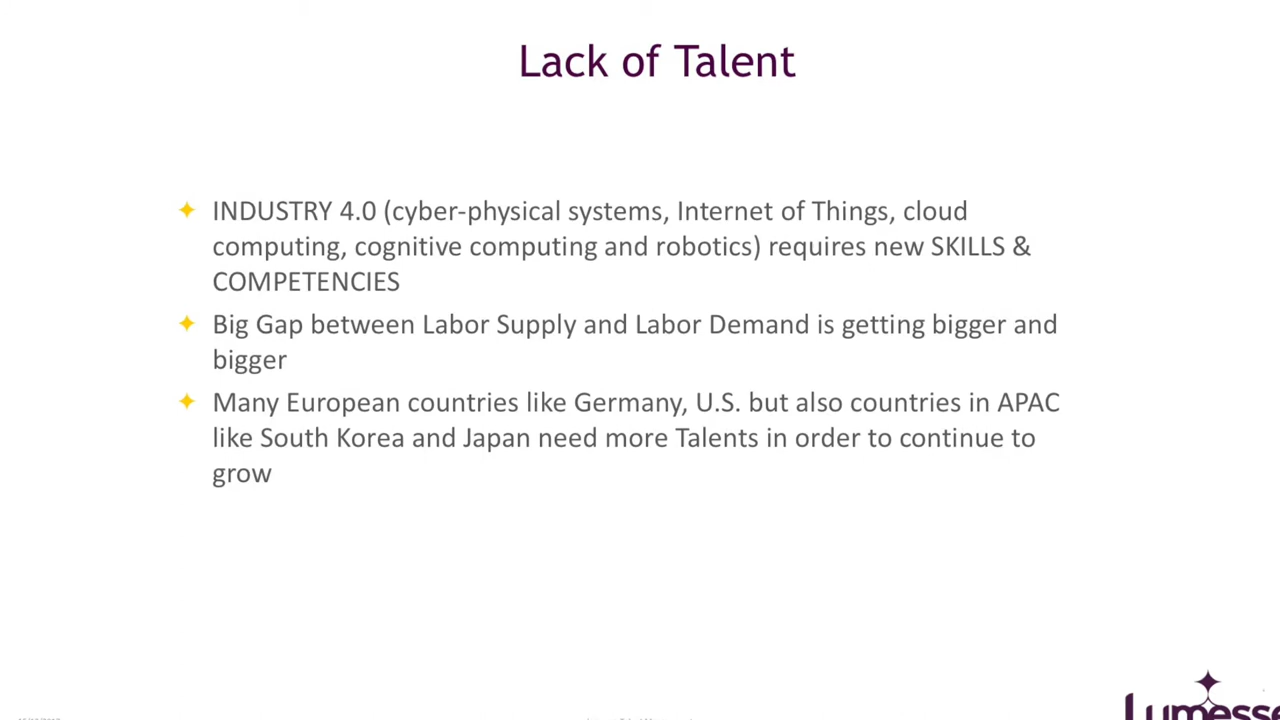 Lack of Talent
INDUSTRY 4.0 (cyber-physical systems, Internet of Things, cloud
computing, cognitive computing and robotics) requires new SKILLS &
COMPETENCIES
Big Gap between Labor Supply and Labor Demand is getting bigger and
bigger
Many European countries like Germany, U.S. but also countries in APAC
like South Korea and Japan need more Talents in order to continue to
grow
Lumesse